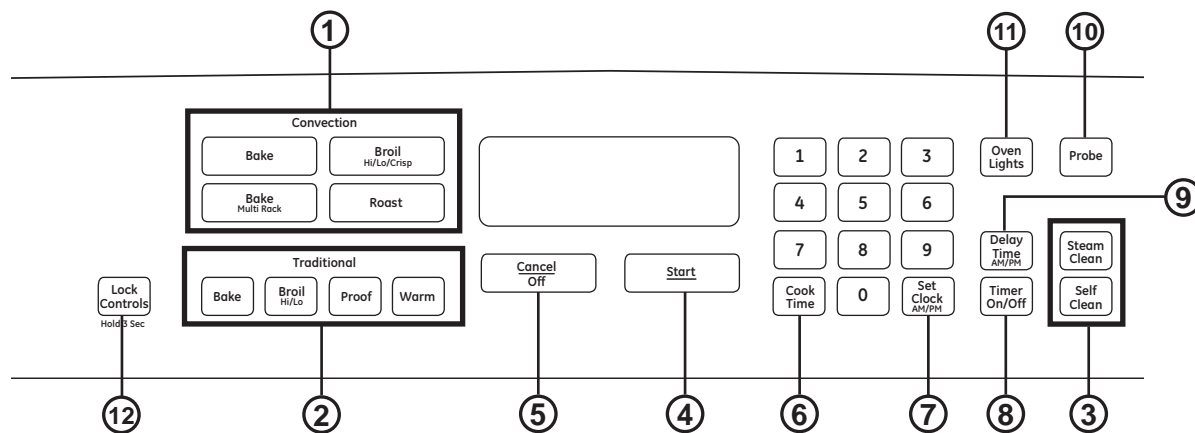 1
11
10
Convection
Bake
Broil
Hi/Lo/Crisp
Bake
Multi Rack
Roast
1 2 3
4 5 6
7 8 9
0
Oven
Lights
Probe
9
Traditional
Bake
Broil
Hi/Lo
Proof
Warm
Lock
Controls
Hold 3 Sec
Cancel
Off
Start
Cook
Time
Set
Clock
AM/PM
Delay
Time
AM/PM
Timer
On/Off
Steam
Clean
Self
Clean
12
2
5
4
6
7
8
3